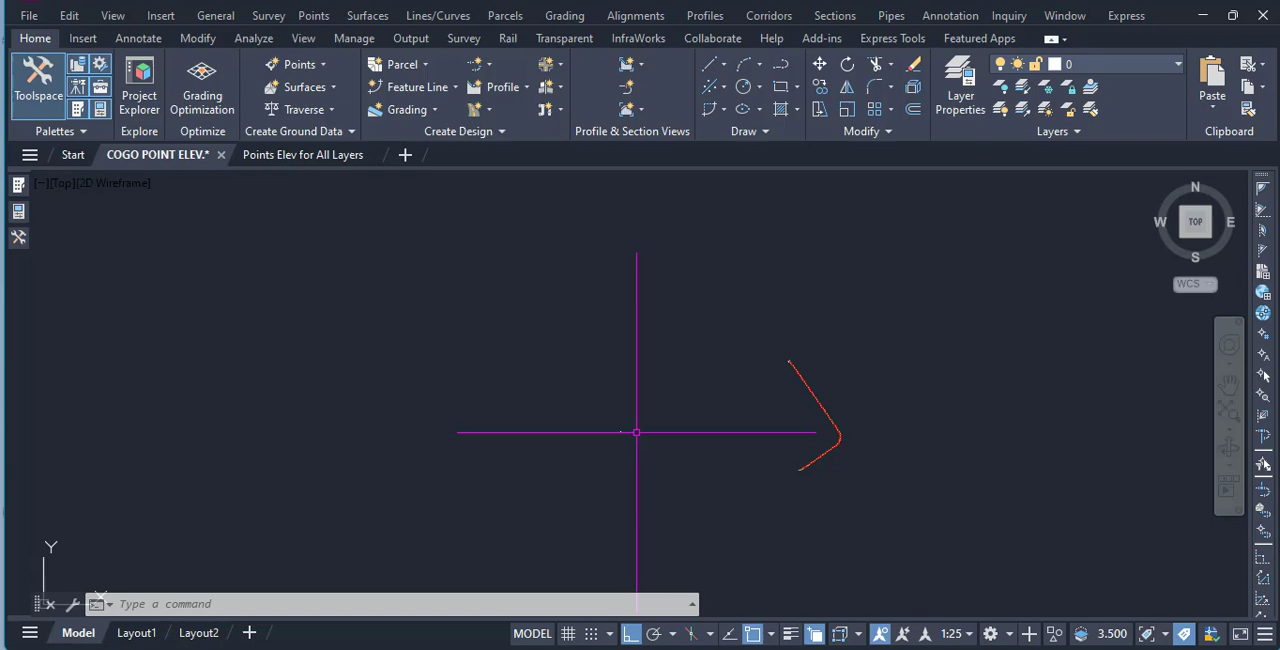 File Edit View Insert General Survey Points Surfaces Lines/Curves Parcels Grading Alignments Profiles Corridors Sections Pipes Annotation Inquiry Window Express
Home Insert Annotate Modify Analyze View Manage Output Survey Rail Transparent InfraWorks Collaborate Help Add-ins Express Tools Featured Apps
Toolspace
Palettes
Project
Explorer
Explore
Grading
Optimization
Optimize
Points
Surfaces
Traverse
Create Ground Data
Parcel
Feature Line
Grading
Profile
Create Design
Profile & Section Views
Draw
Modify
Layer
Properties
0
Layers
Paste
Clipboard
Start COGO POINT ELEV.* Points Elev for All Layers
[−][Top][2D Wireframe]
N
W TOP E
S
WCS
Y
X
Type a command
Model Layout1 Layout2
MODEL 1:25 3.500